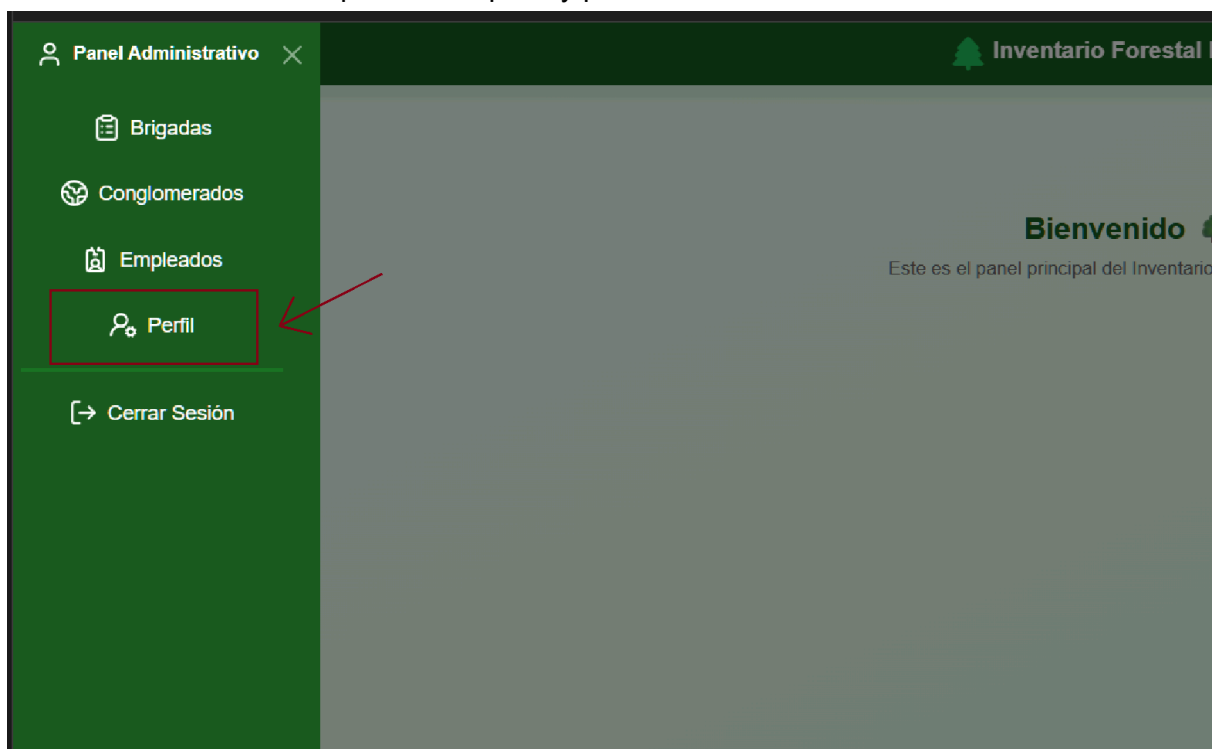 Panel Administrativo
Inventario Forestal
Brigadas
Conglomerados
Bienvenido
Empleados
Este es el panel principal del Inventario
Perfil
Cerrar Sesión